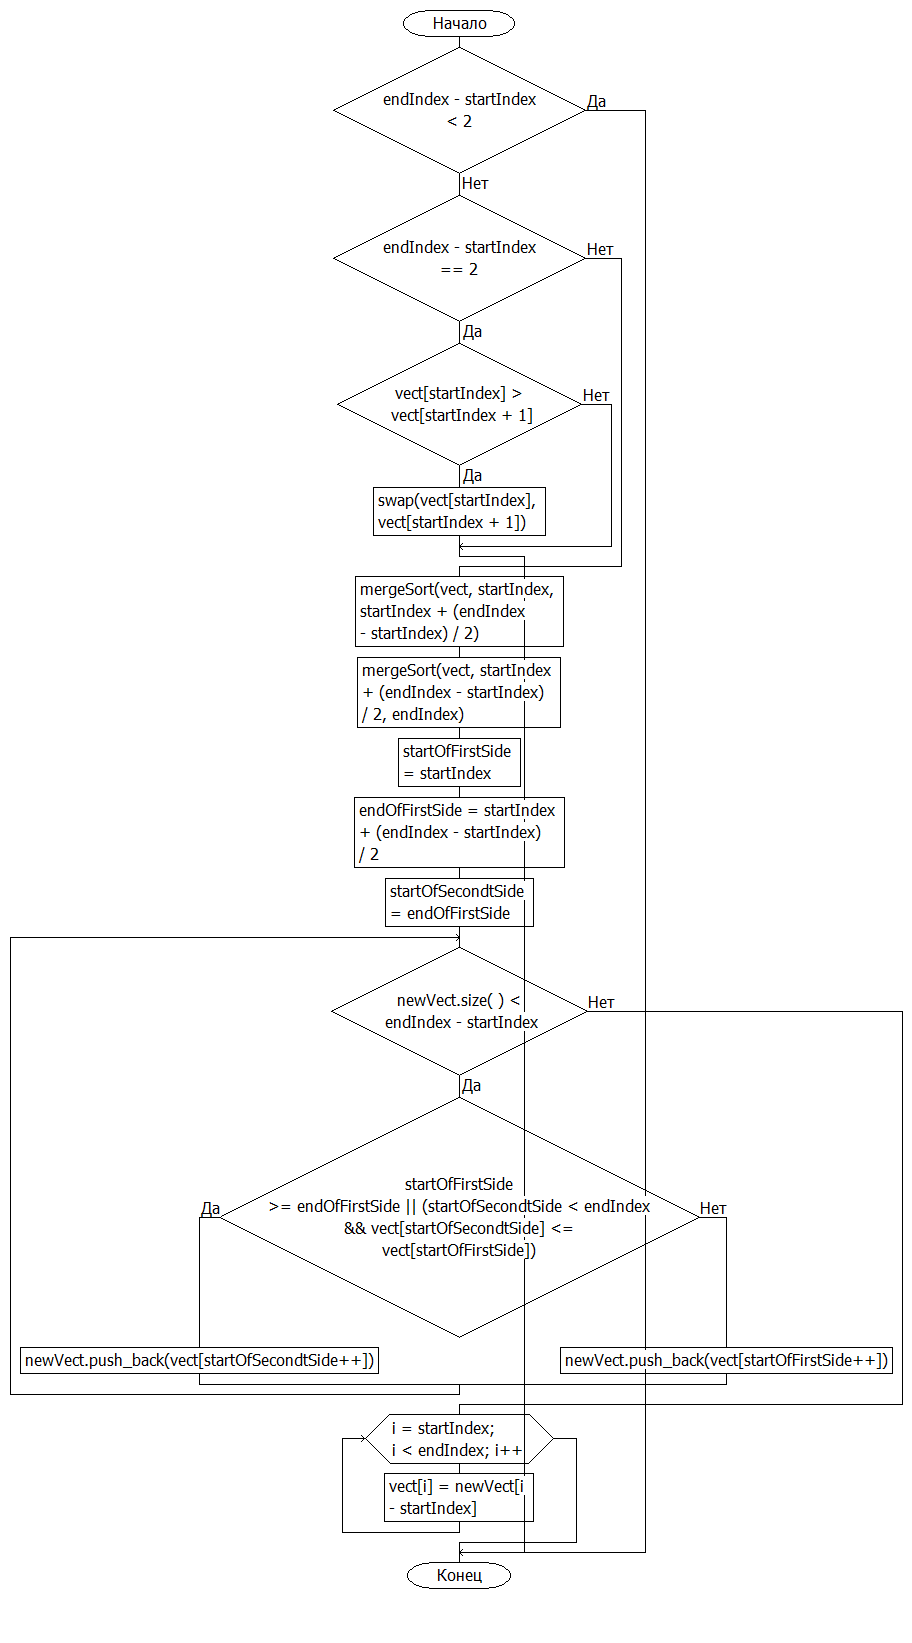 Начало
endIndex - startIndex
< 2
Да
Нет
endIndex - startIndex
== 2
Нет
Да
vect[startIndex] >
vect[startIndex + 1]
Нет
Да
swap(vect[startIndex],
vect[startIndex + 1])
mergeSort(vect, startIndex,
startIndex + (endIndex
- startIndex) / 2)
mergeSort(vect, startIndex
+ (endIndex - startIndex)
/ 2, endIndex)
startOfFirstSide
= startIndex
endOfFirstSide = startIndex
+ (endIndex - startIndex)
/ 2
startOfSecondtSide
= endOfFirstSide
newVect.size( ) <
endIndex - startIndex
Нет
Да
startOfFirstSide
>= endOfFirstSide || (startOfSecondtSide < endIndex
&& vect[startOfSecondtSide] <=
vect[startOfFirstSide])
Да
Нет
newVect.push_back(vect[startOfSecondtSide++])
newVect.push_back(vect[startOfFirstSide++])
i = startIndex;
i < endIndex; i++
vect[i] = newVect[i
- startIndex]
Конец